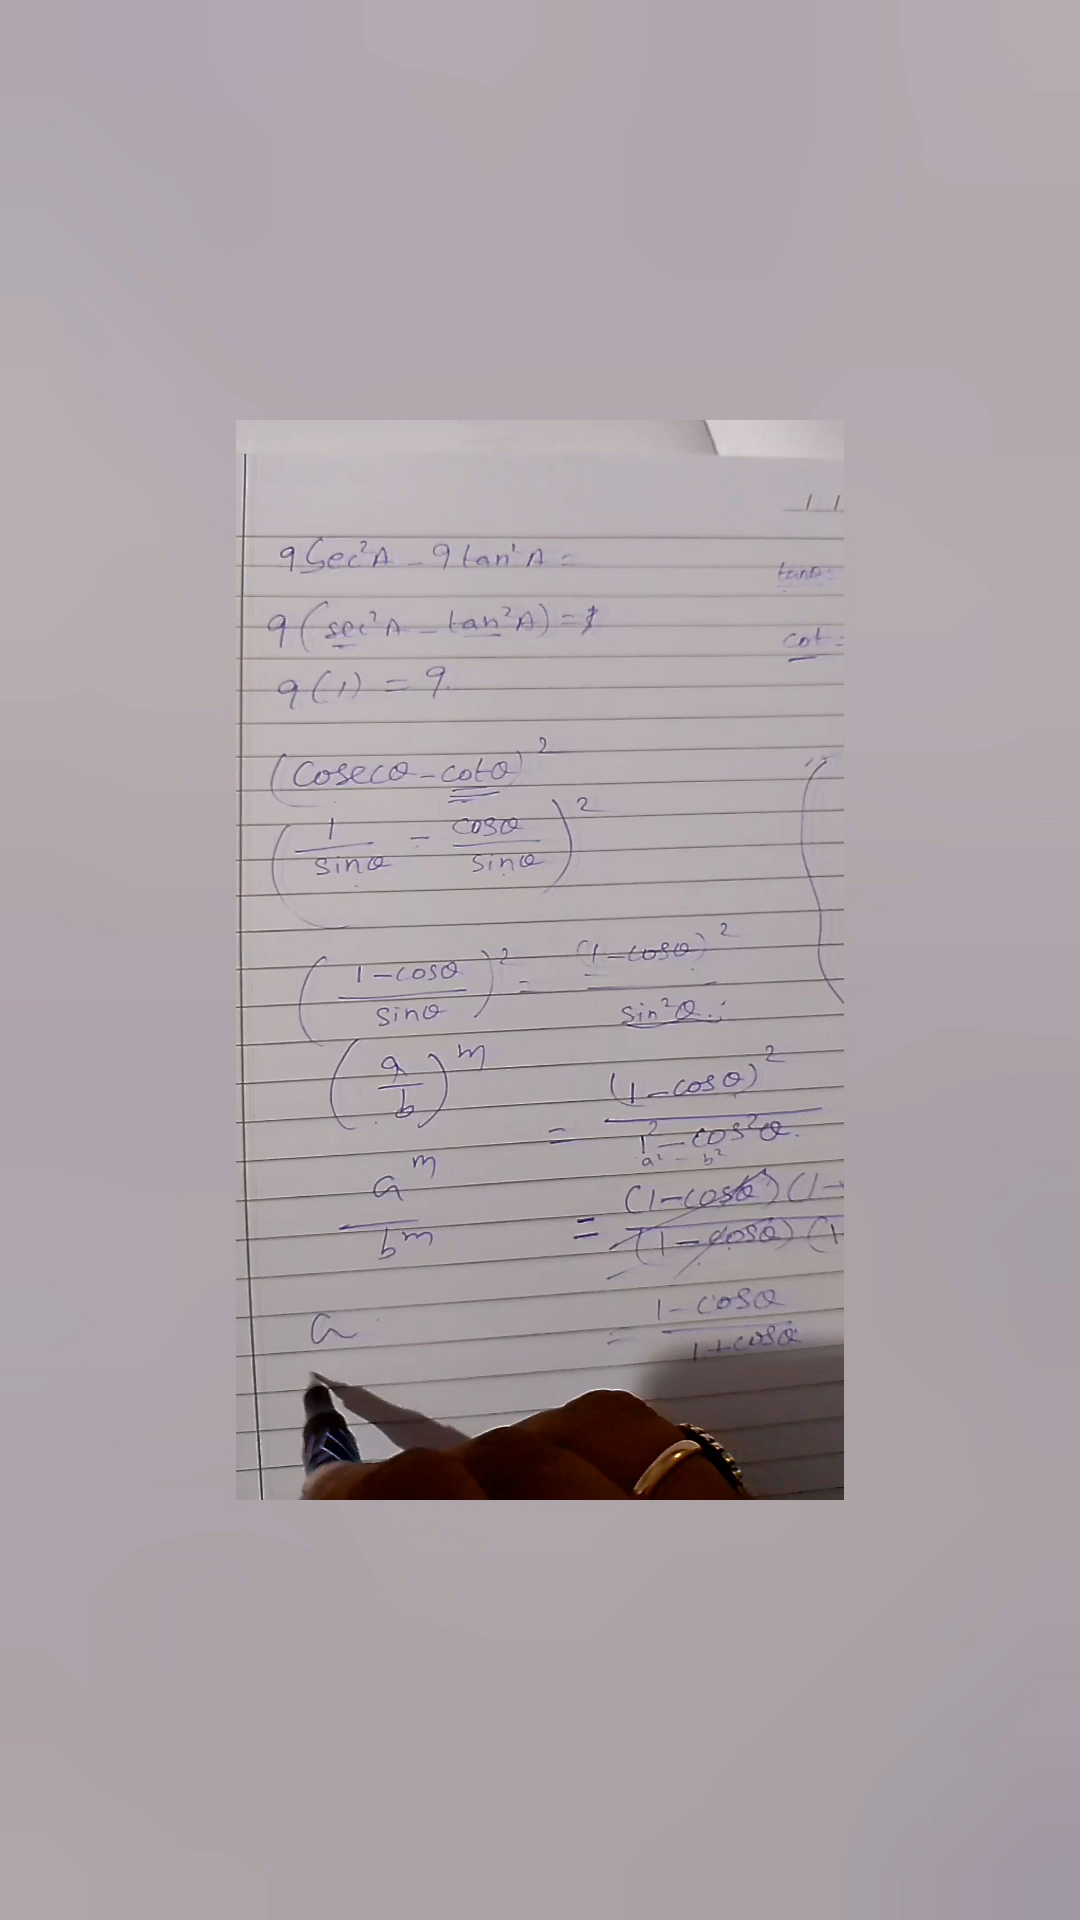 9 Sec²A - 9 tan²A =
tanθ =
9 (sec²A - tan²A) =
cot =
9 (1) = 9.
(Cosecθ - cotθ)²
(1/sinθ - cosθ/sinθ)²
(1-cosθ/sinθ)² = (1-cosθ)²/sin²θ.
(a/b)^m
= (1-cosθ)²/1²-cos²θ.
a² - b²
a^m/b^m
= (1-cosθ)(1-/(1-cosθ)(1+
a
= 1-cosθ/1+cosθ